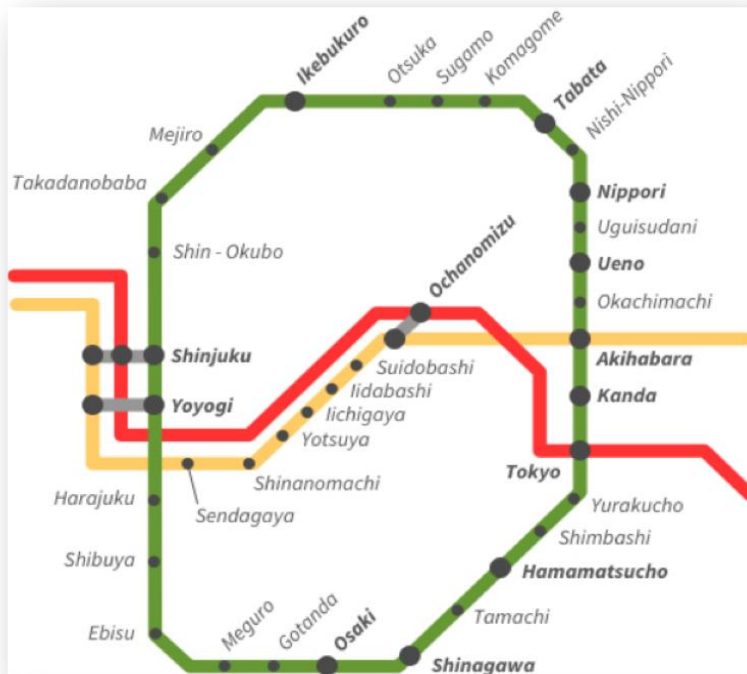 Ikebukuro
Otsuka
Sugamo
Komagome
Tabata
Nishi-Nippori
Mejiro
Takadanobaba
Nippori
Uguisudani
Shin - Okubo
Ochanomizu
Ueno
Okachimachi
Shinjuku
Suidobashi
Akihabara
Iidabashi
Kanda
Yoyogi
Iichigaya
Yotsuya
Tokyo
Shinanomachi
Harajuku
Sendagaya
Yurakucho
Shimbashi
Shibuya
Hamamatsucho
Tamachi
Ebisu
Meguro
Gotanda
Osaki
Shinagawa